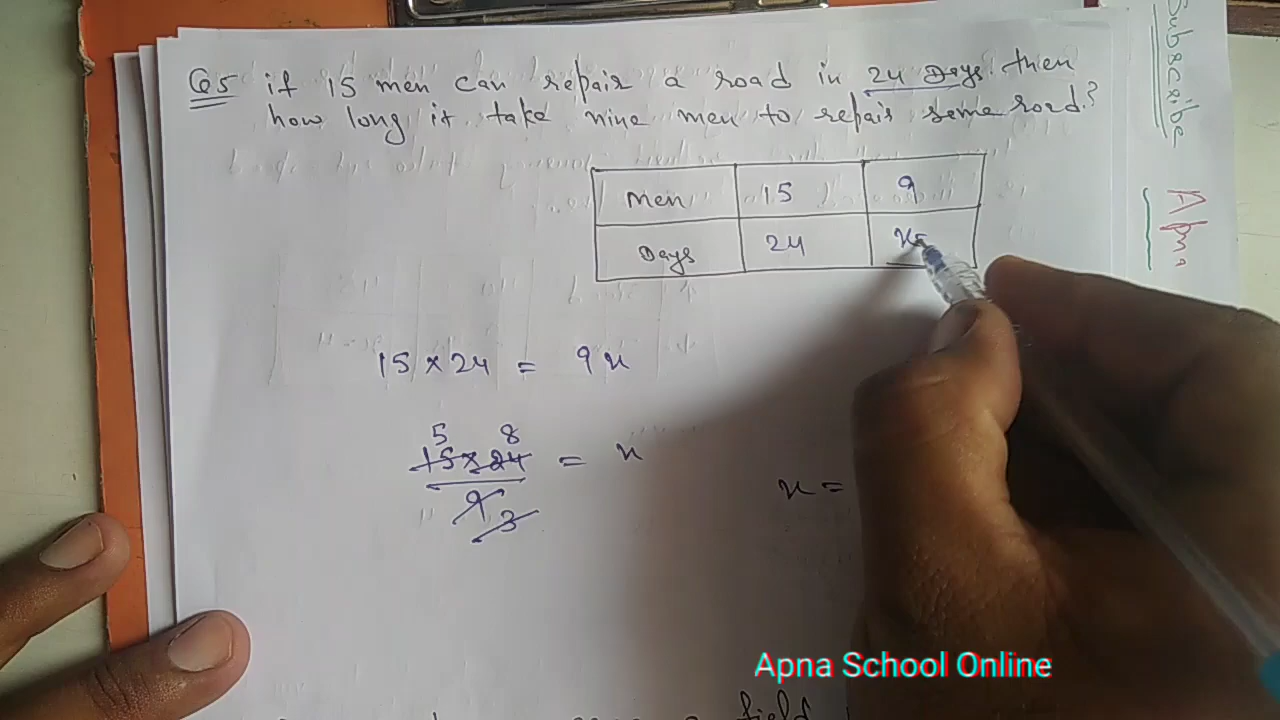 Q5 if 15 men can repair a road in 24 Days. then
how long it take nine men to repair same road.?
Men 15 9
Days 24 x
15 × 24 = 9x
5 8
15 × 24 = x
9
3
x =
a field
Subscribe
Apna
Apna School Online